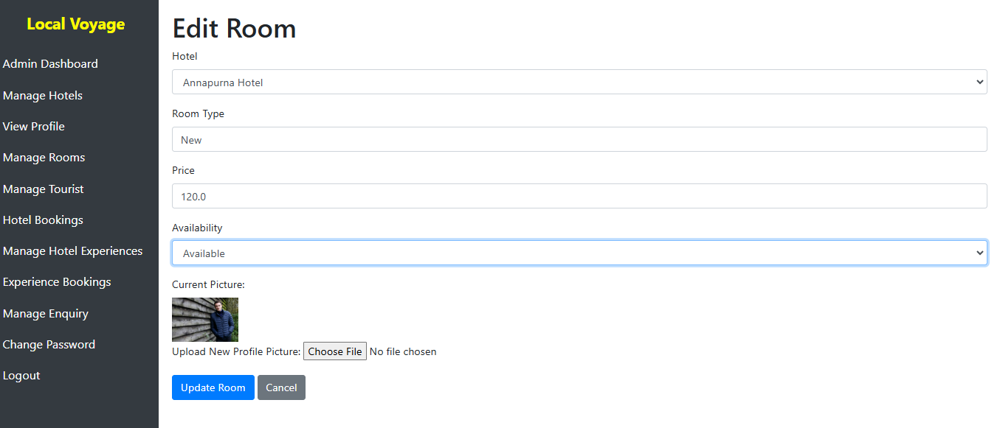 Local Voyage
Admin Dashboard
Manage Hotels
View Profile
Manage Rooms
Manage Tourist
Hotel Bookings
Manage Hotel Experiences
Experience Bookings
Manage Enquiry
Change Password
Logout
Edit Room
Hotel
Annapurna Hotel
Room Type
New
Price
120.0
Availability
Available
Current Picture:
Upload New Profile Picture: Choose File No file chosen
Update Room Cancel